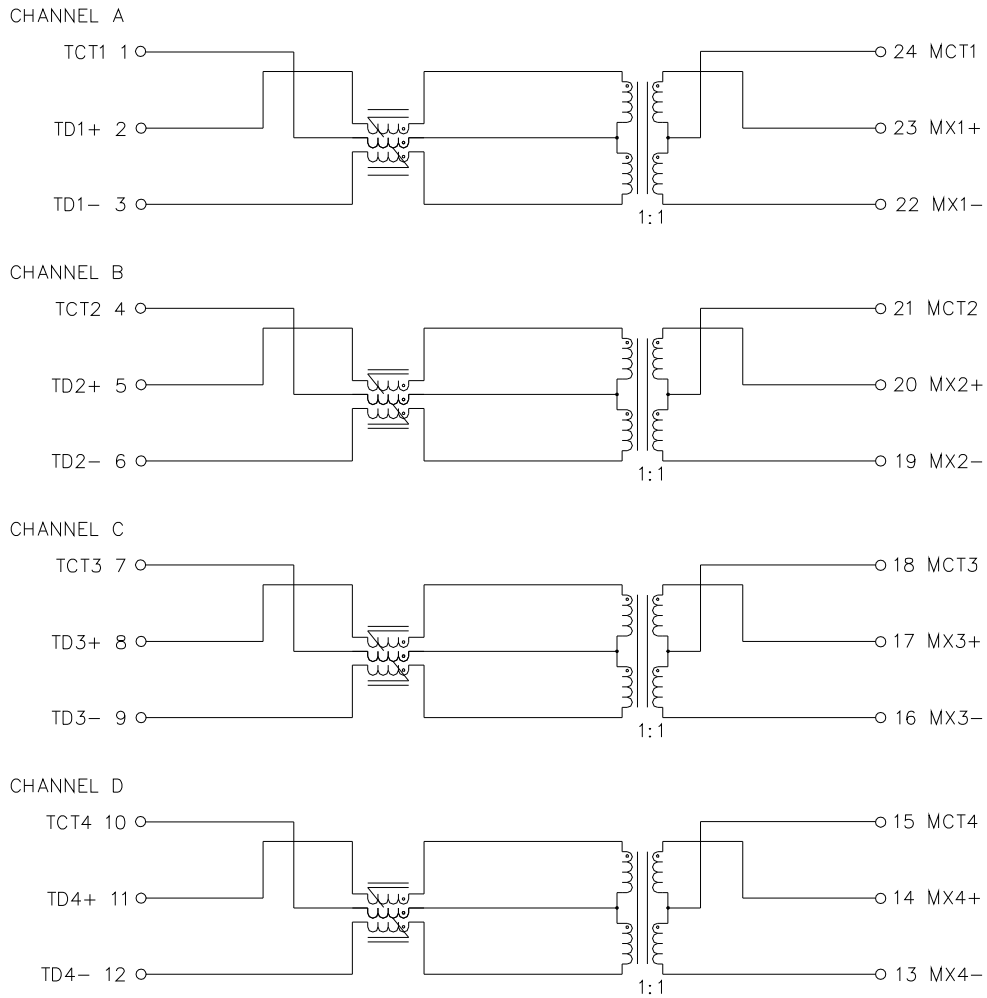 CHANNEL A
TCT1 1 24 MCT1
TD1+ 2 23 MX1+
TD1- 3 22 MX1-
1:1
CHANNEL B
TCT2 4 21 MCT2
TD2+ 5 20 MX2+
TD2- 6 19 MX2-
1:1
CHANNEL C
TCT3 7 18 MCT3
TD3+ 8 17 MX3+
TD3- 9 16 MX3-
1:1
CHANNEL D
TCT4 10 15 MCT4
TD4+ 11 14 MX4+
TD4- 12 13 MX4-
1:1